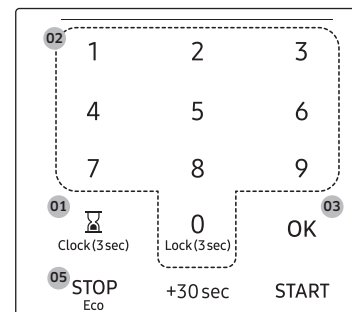 02
1 2 3
4 5 6
7 8 9
01 03
0 OK
Clock(3 sec) Lock(3 sec)
05 STOP +30 sec START
Eco